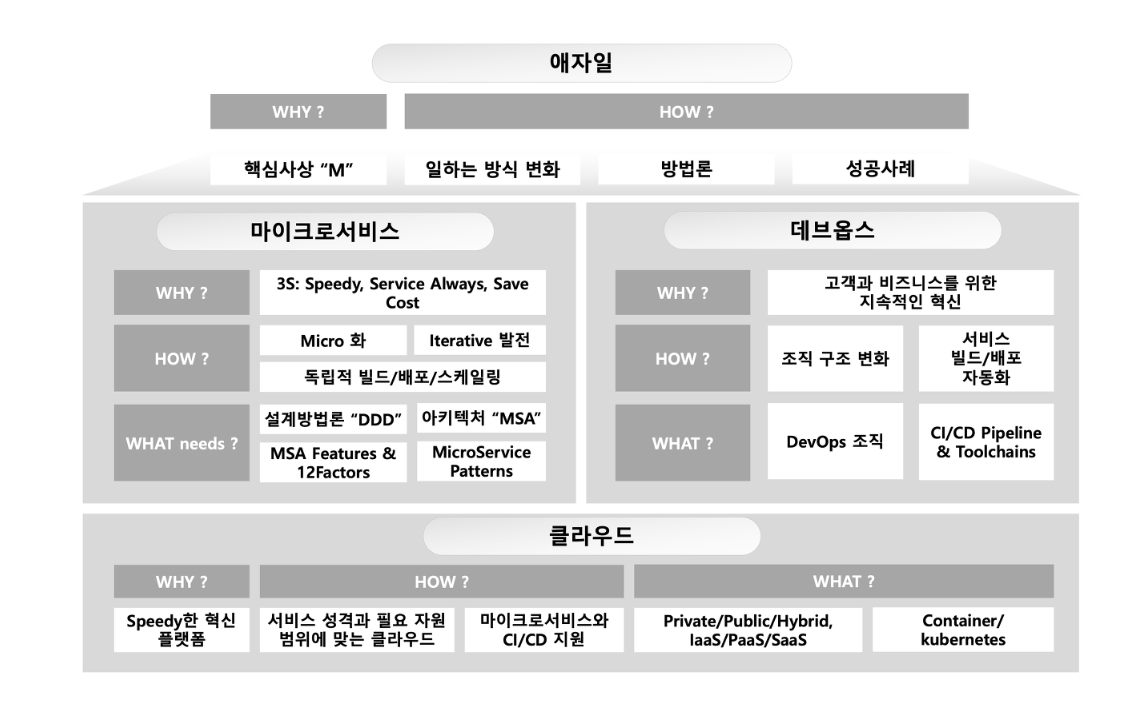 애자일
WHY ?
HOW ?
핵심사상 “M”
일하는 방식 변화
방법론
성공사례
마이크로서비스
WHY ?
3S: Speedy, Service Always, Save
Cost
HOW ?
Micro 화
Iterative 발전
독립적 빌드/배포/스케일링
WHAT needs ?
설계방법론 “DDD”
아키텍처 “MSA”
MSA Features &
12Factors
MicroService
Patterns
데브옵스
WHY ?
고객과 비즈니스를 위한
지속적인 혁신
HOW ?
조직 구조 변화
서비스
빌드/배포
자동화
WHAT ?
DevOps 조직
CI/CD Pipeline
& Toolchains
클라우드
WHY ?
HOW ?
WHAT ?
Speedy한 혁신
플랫폼
서비스 성격과 필요 자원
범위에 맞는 클라우드
마이크로서비스와
CI/CD 지원
Private/Public/Hybrid,
IaaS/PaaS/SaaS
Container/
kubernetes